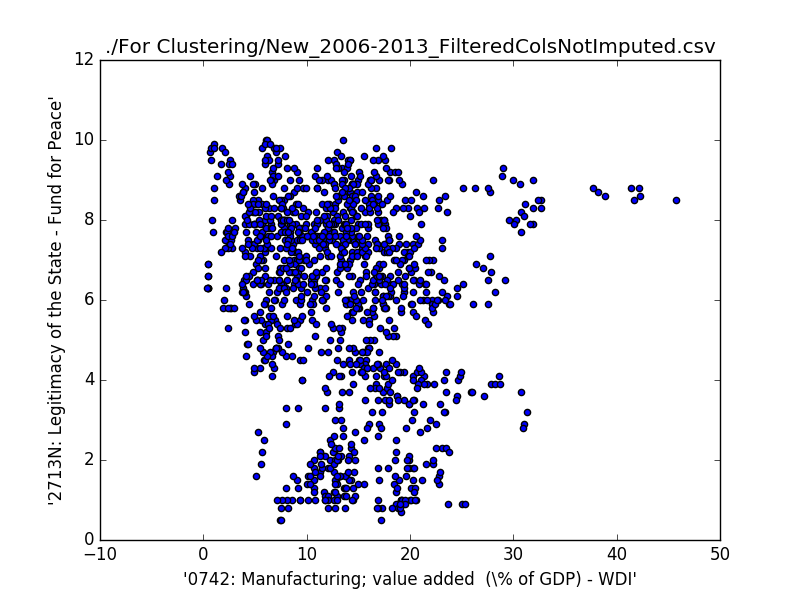 ./For Clustering/New_2006-2013_FilteredColsNotImputed.csv
12
10
8
6
4
2
0
'2713N: Legitimacy of the State - Fund for Peace'
−10 0 10 20 30 40 50
'0742: Manufacturing; value added  (\% of GDP) - WDI'